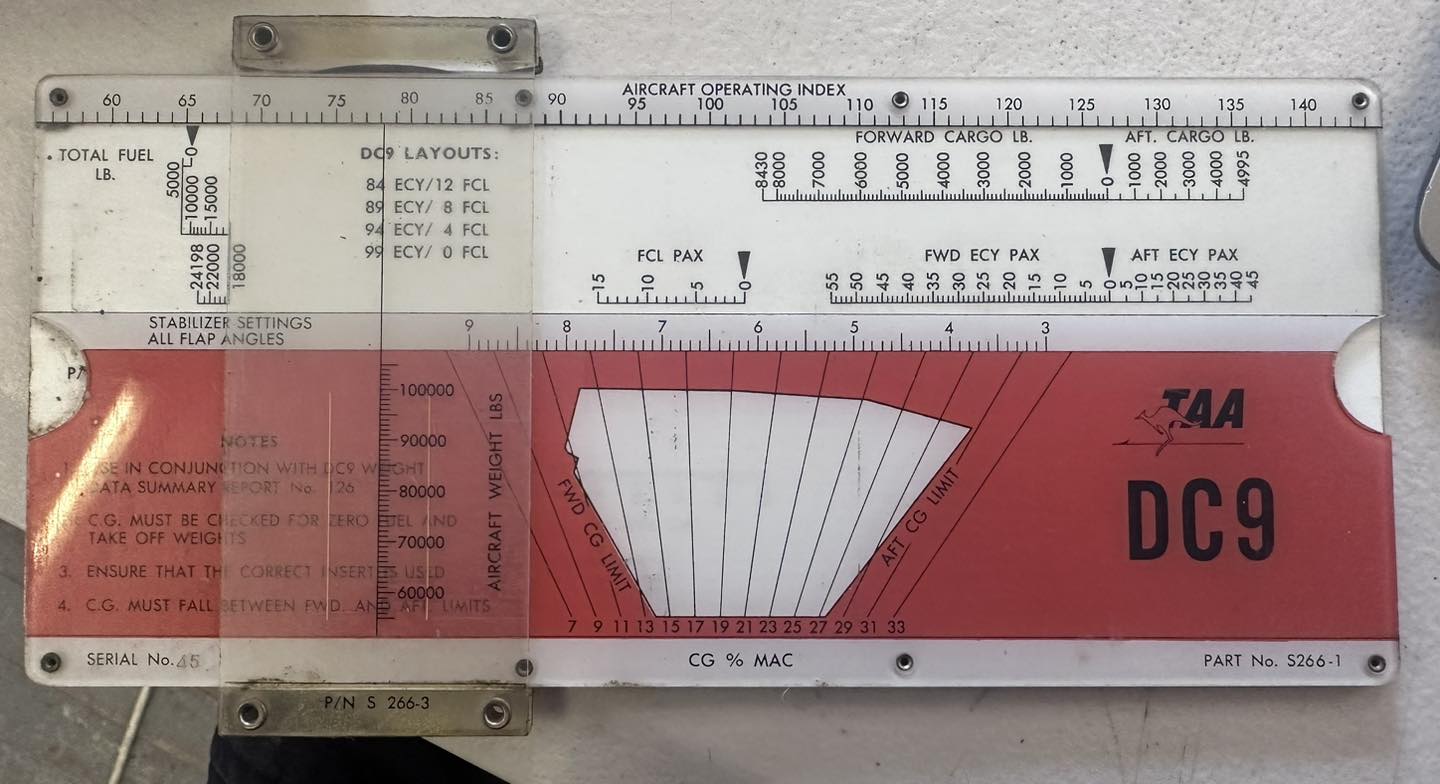 AIRCRAFT OPERATING INDEX
60 65 70 75 80 85 90 95 100 105 110 115 120 125 130 135 140
TOTAL FUEL
LB.
0
5000
10000
15000
18000
22000
24198
DC9 LAYOUTS:
84 ECY/12 FCL
89 ECY/ 8 FCL
94 ECY/ 4 FCL
99 ECY/ 0 FCL
FORWARD CARGO LB. AFT. CARGO LB.
8430 8000 7000 6000 5000 4000 3000 2000 1000 0 1000 2000 3000 4000 4995
FCL PAX FWD ECY PAX AFT ECY PAX
15 10 5 0 55 50 45 40 35 30 25 20 15 10 5 0 5 10 15 20 25 30 35 40 45
STABILIZER SETTINGS
ALL FLAP ANGLES
9 8 7 6 5 4 3
P/
NOTES
USE IN CONJUNCTION WITH DC9 WEIGHT
DATA SUMMARY REPORT No. 126
C.G. MUST BE CHECKED FOR ZERO FUEL AND
TAKE OFF WEIGHTS
3. ENSURE THAT THE CORRECT INSERT IS USED
4. C.G. MUST FALL BETWEEN FWD. AND AFT. LIMITS
100000
90000
80000
70000
60000
AIRCRAFT WEIGHT LBS
FWD CG LIMIT
AFT CG LIMIT
TAA
DC9
7 9 11 13 15 17 19 21 23 25 27 29 31 33
SERIAL No. 45
CG % MAC
PART No. S266-1
P/N S 266-3